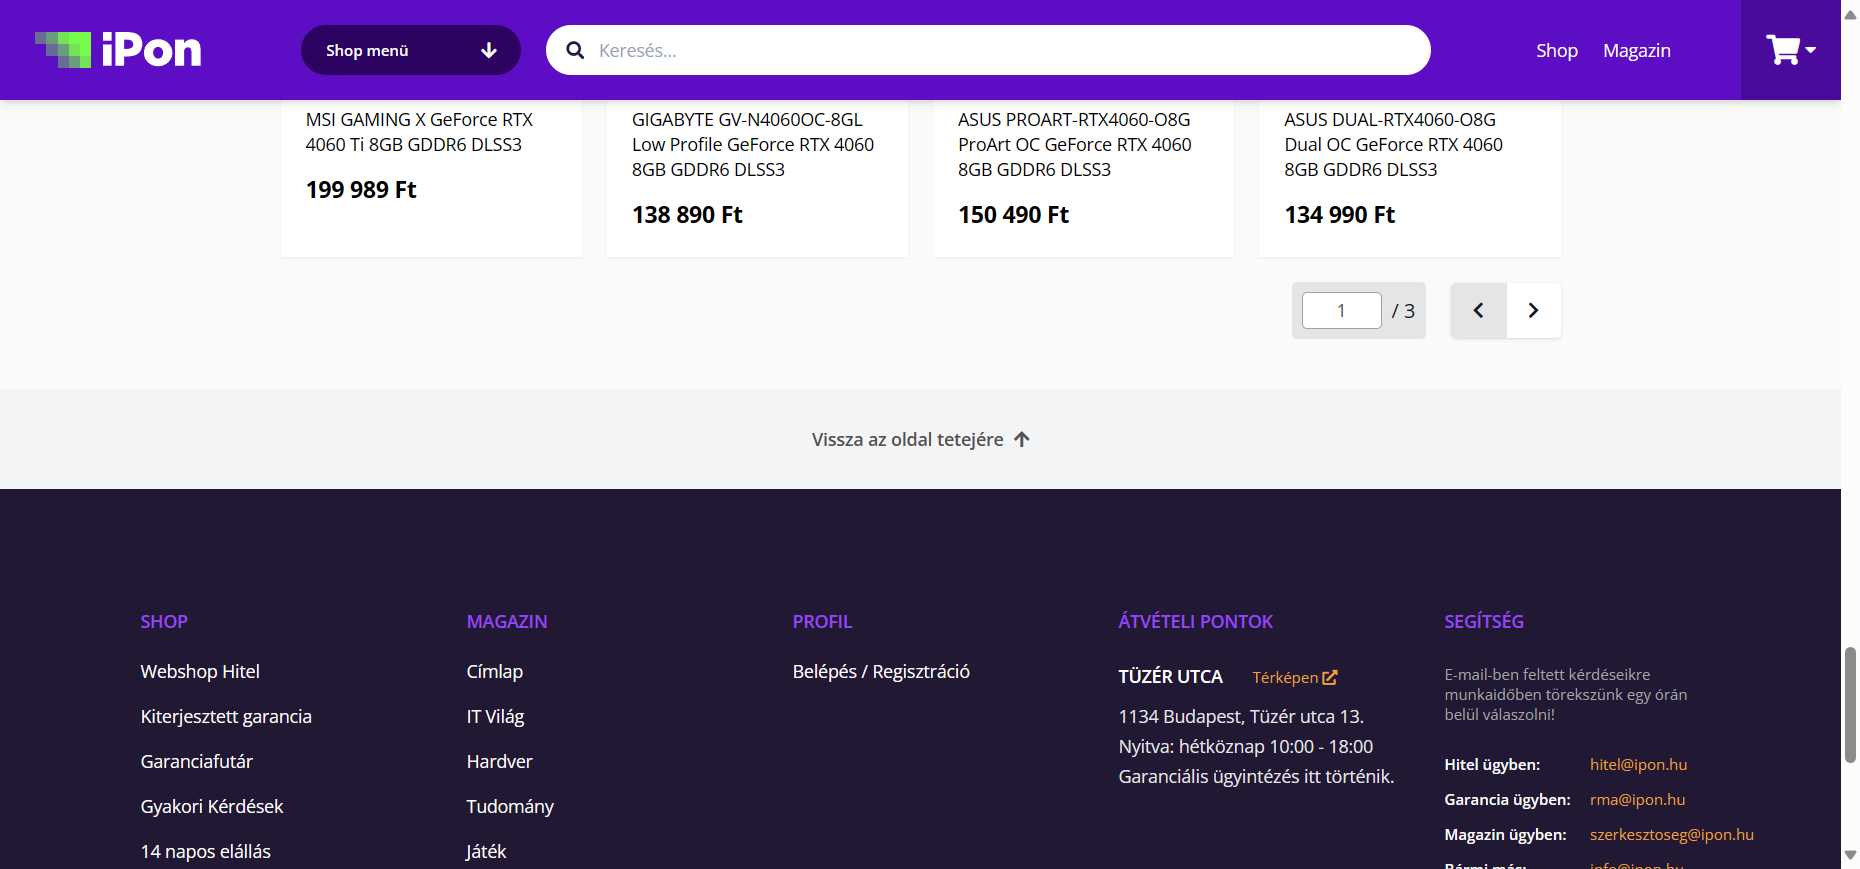 iPon
Shop menü
Keresés...
Shop
Magazin
MSI GAMING X GeForce RTX
4060 Ti 8GB GDDR6 DLSS3
199 989 Ft
GIGABYTE GV-N4060OC-8GL
Low Profile GeForce RTX 4060
8GB GDDR6 DLSS3
138 890 Ft
ASUS PROART-RTX4060-O8G
ProArt OC GeForce RTX 4060
8GB GDDR6 DLSS3
150 490 Ft
ASUS DUAL-RTX4060-O8G
Dual OC GeForce RTX 4060
8GB GDDR6 DLSS3
134 990 Ft
1 / 3
Vissza az oldal tetejére
SHOP
Webshop Hitel
Kiterjesztett garancia
Garanciafutár
Gyakori Kérdések
14 napos elállás
MAGAZIN
Címlap
IT Világ
Hardver
Tudomány
Játék
PROFIL
Belépés / Regisztráció
ÁTVÉTELI PONTOK
TÜZÉR UTCA Térképen
1134 Budapest, Tüzér utca 13.
Nyitva: hétköznap 10:00 - 18:00
Garanciális ügyintézés itt történik.
SEGÍTSÉG
E-mail-ben feltett kérdéseikre
munkaidőben törekszünk egy órán
belül válaszolni!
Hitel ügyben: hitel@ipon.hu
Garancia ügyben: rma@ipon.hu
Magazin ügyben: szerkesztoseg@ipon.hu
Bármi más: info@ipon.hu